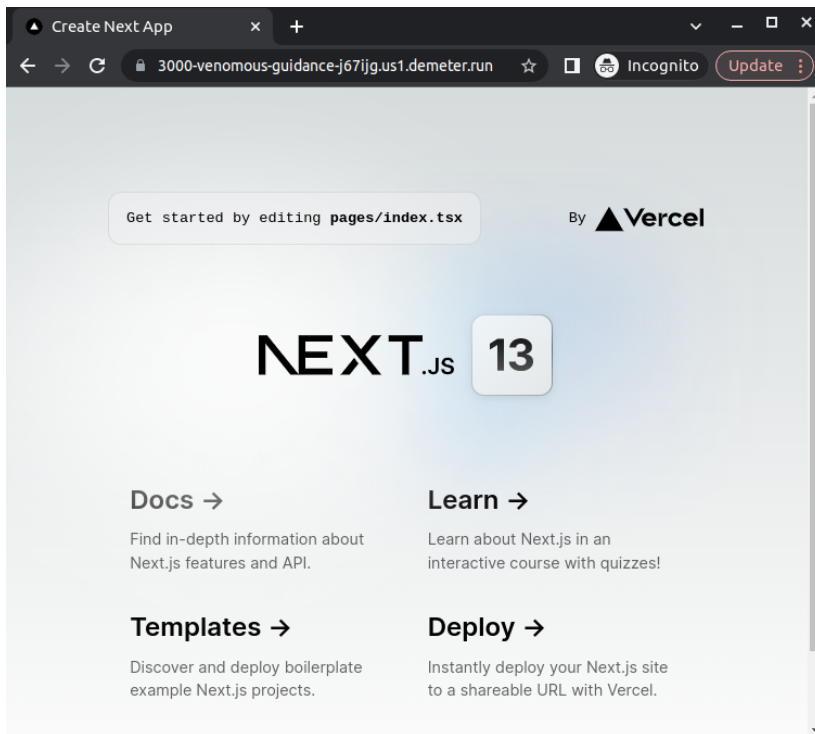 Create Next App
3000-venomous-guidance-j67ijg.us1.demeter.run
Incognito
Update
Get started by editing pages/index.tsx
By Vercel
NEXT.JS 13
Docs ->
Find in-depth information about
Next.js features and API.
Learn ->
Learn about Next.js in an
interactive course with quizzes!
Templates ->
Discover and deploy boilerplate
example Next.js projects.
Deploy ->
Instantly deploy your Next.js site
to a shareable URL with Vercel.